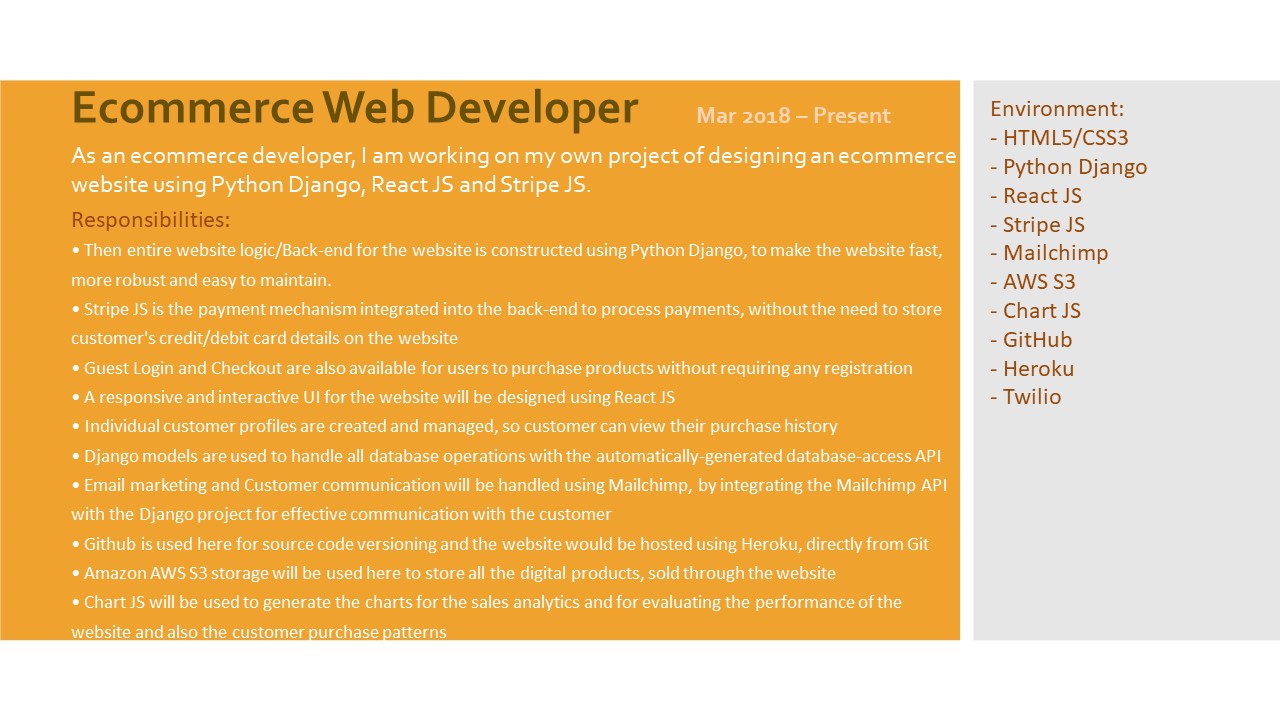 Ecommerce Web Developer Mar 2018 – Present
As an ecommerce developer, I am working on my own project of designing an ecommerce
website using Python Django, React JS and Stripe JS.
Responsibilities:
• Then entire website logic/Back-end for the website is constructed using Python Django, to make the website fast,
more robust and easy to maintain.
• Stripe JS is the payment mechanism integrated into the back-end to process payments, without the need to store
customer's credit/debit card details on the website
• Guest Login and Checkout are also available for users to purchase products without requiring any registration
• A responsive and interactive UI for the website will be designed using React JS
• Individual customer profiles are created and managed, so customer can view their purchase history
• Django models are used to handle all database operations with the automatically-generated database-access API
• Email marketing and Customer communication will be handled using Mailchimp, by integrating the Mailchimp API
with the Django project for effective communication with the customer
• Github is used here for source code versioning and the website would be hosted using Heroku, directly from Git
• Amazon AWS S3 storage will be used here to store all the digital products, sold through the website
• Chart JS will be used to generate the charts for the sales analytics and for evaluating the performance of the
website and also the customer purchase patterns
Environment:
- HTML5/CSS3
- Python Django
- React JS
- Stripe JS
- Mailchimp
- AWS S3
- Chart JS
- GitHub
- Heroku
- Twilio